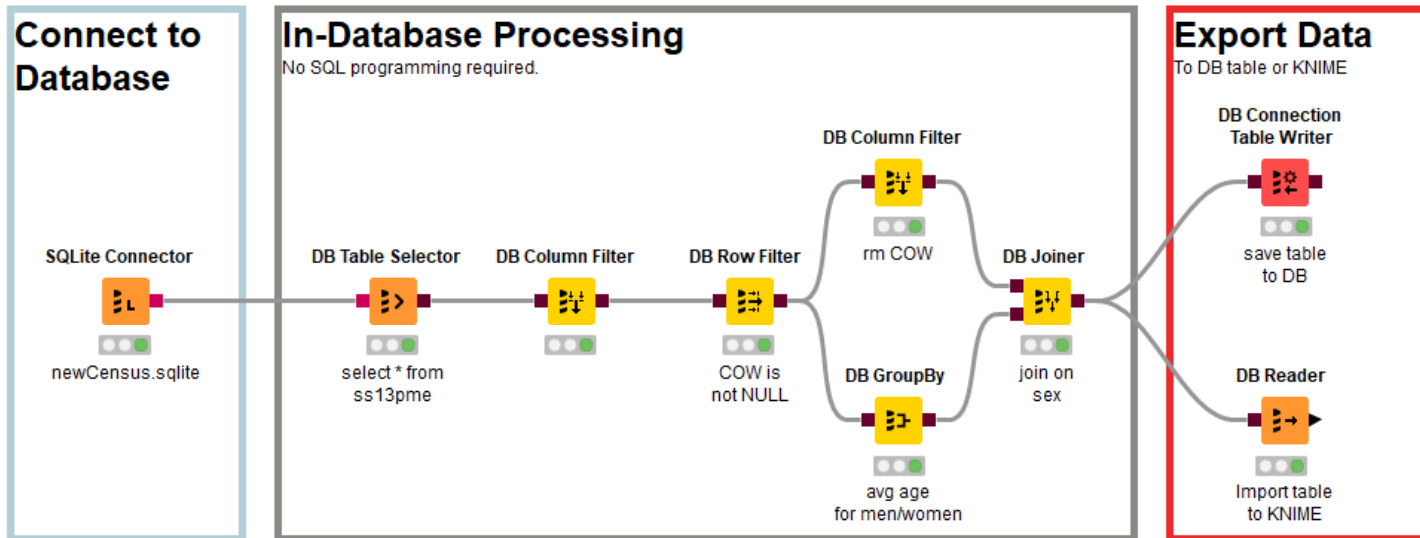 Connect to
Database
In-Database Processing
No SQL programming required.
Export Data
To DB table or KNIME
SQLite Connector
newCensus.sqlite
DB Table Selector
select * from
ss13pme
DB Column Filter
DB Row Filter
COW is
not NULL
DB Column Filter
rm COW
DB GroupBy
avg age
for men/women
DB Joiner
join on
sex
DB Connection
Table Writer
save table
to DB
DB Reader
Import table
to KNIME